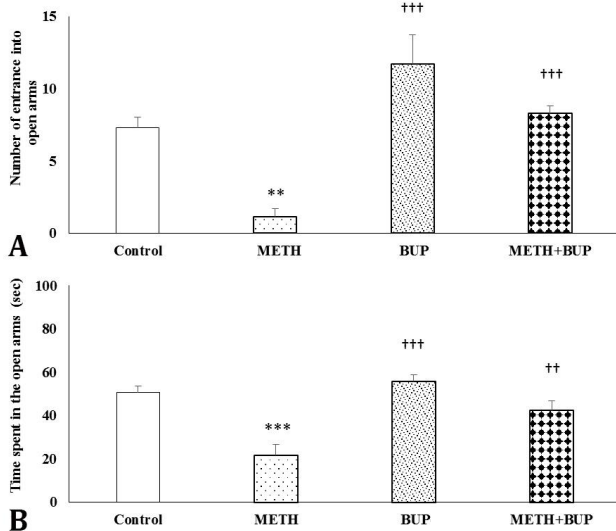 15
10
5
0
Number of entrance into
open arms
†††
†††
**
A
Control METH BUP METH+BUP
100
80
60
40
20
0
Time spent in the open arms (sec)
†††
††
***
B
Control METH BUP METH+BUP